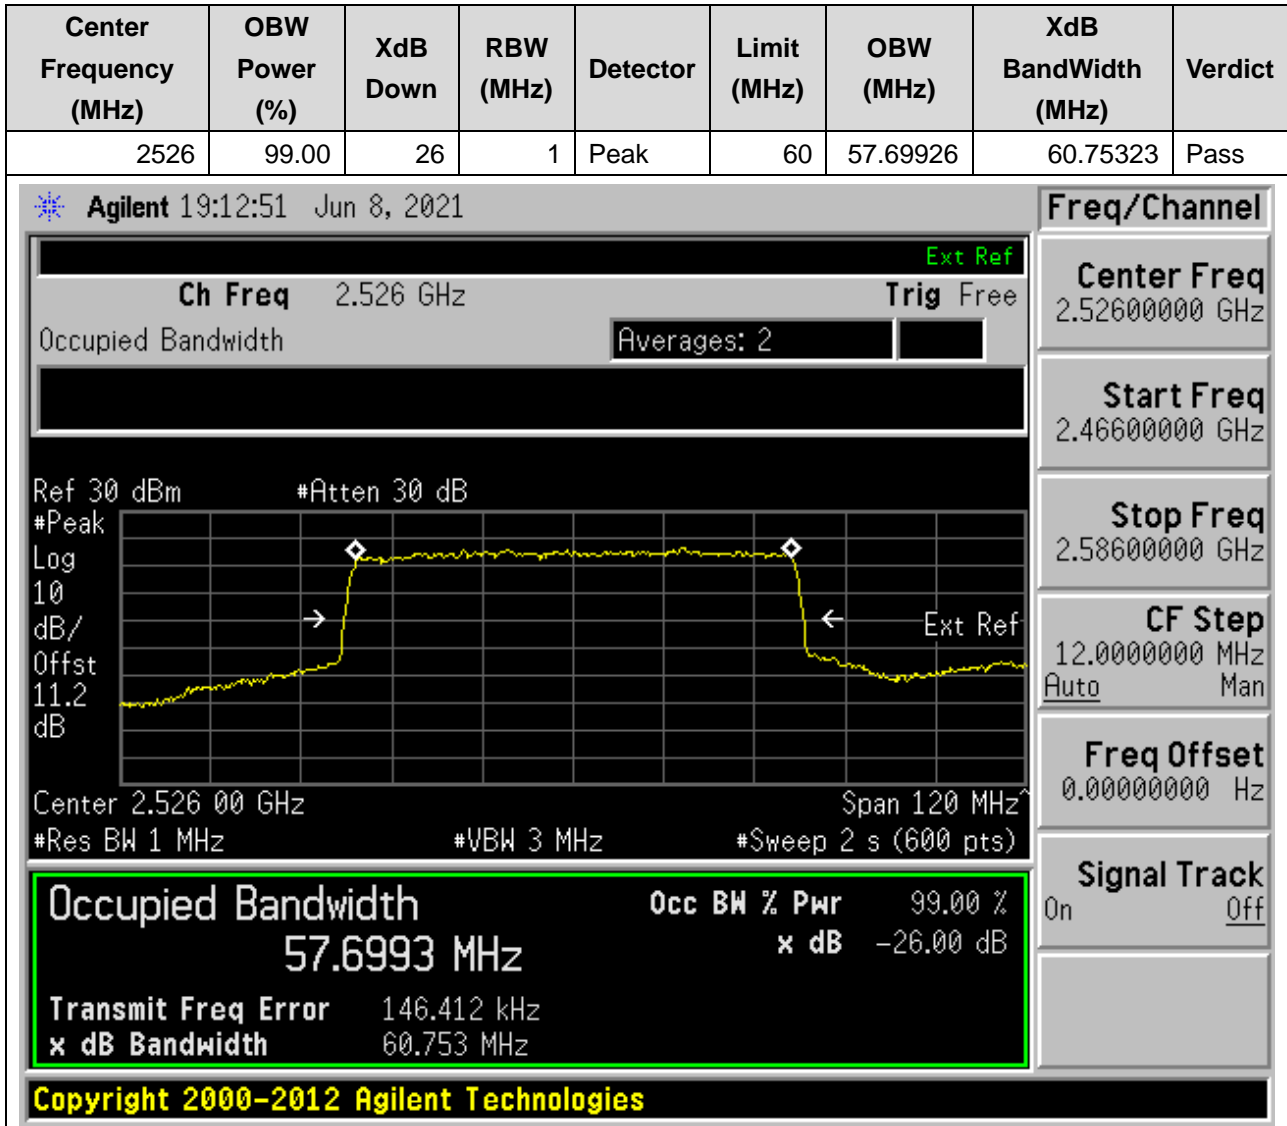 Center Frequency (MHz) OBW Power (%) XdB Down RBW (MHz) Detector Limit (MHz) OBW (MHz) XdB BandWidth (MHz) Verdict
2526 99.00 26 1 Peak 60 57.69926 60.75323 Pass
Agilent 19:12:51 Jun 8, 2021
Ext Ref
Ch Freq 2.526 GHz Trig Free
Occupied Bandwidth Averages: 2
Ref 30 dBm #Atten 30 dB
#Peak
Log
10
dB/
Offst
11.2
dB
Ext Ref
Center 2.526 00 GHz Span 120 MHz^
#Res BW 1 MHz #VBW 3 MHz #Sweep 2 s (600 pts)
Occupied Bandwidth Occ BW % Pwr 99.00 %
57.6993 MHz x dB -26.00 dB
Transmit Freq Error 146.412 kHz
x dB Bandwidth 60.753 MHz
Copyright 2000-2012 Agilent Technologies
Freq/Channel
Center Freq
2.52600000 GHz
Start Freq
2.46600000 GHz
Stop Freq
2.58600000 GHz
CF Step
12.0000000 MHz
Auto Man
Freq Offset
0.00000000 Hz
Signal Track
On Off